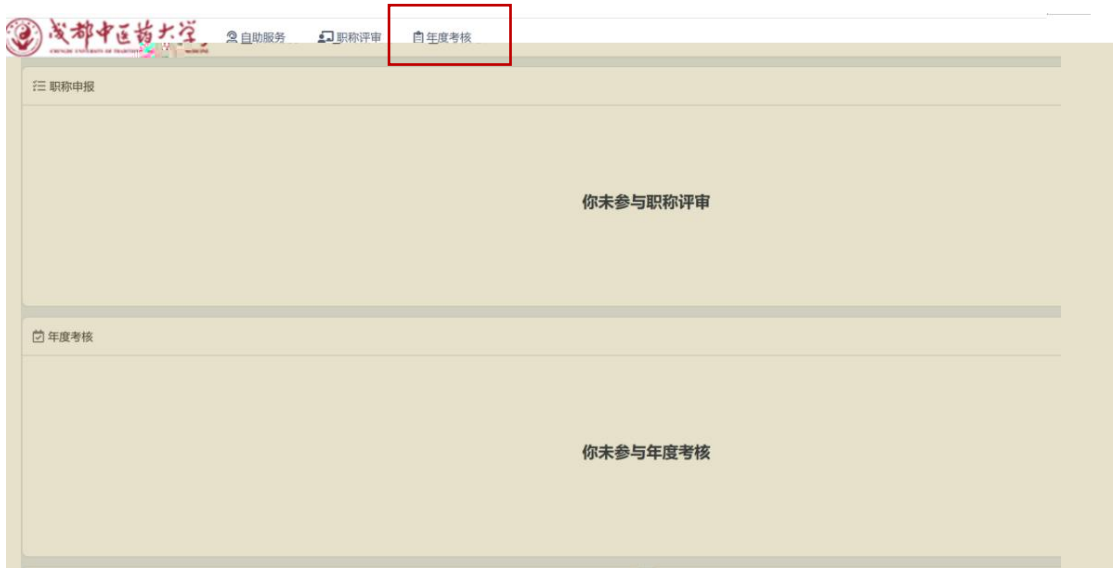 成都中医药大学 自助服务 职称评审 年度考核
职称申报
你未参与职称评审
年度考核
你未参与年度考核